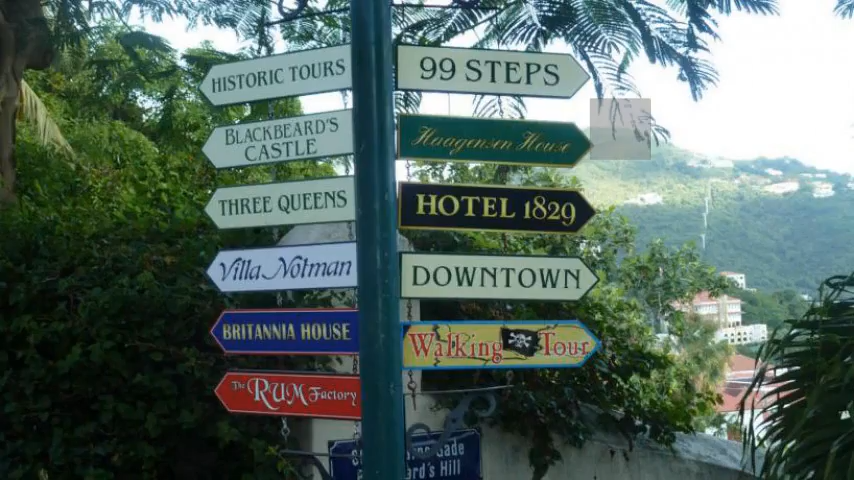 HISTORIC TOURS
BLACKBEARD'S
CASTLE
THREE QUEENS
Villa Notman
BRITANNIA HOUSE
The RUM Factory
99 STEPS
Haagensen House
HOTEL 1829
DOWNTOWN
Walking Tour
Gade
Hill